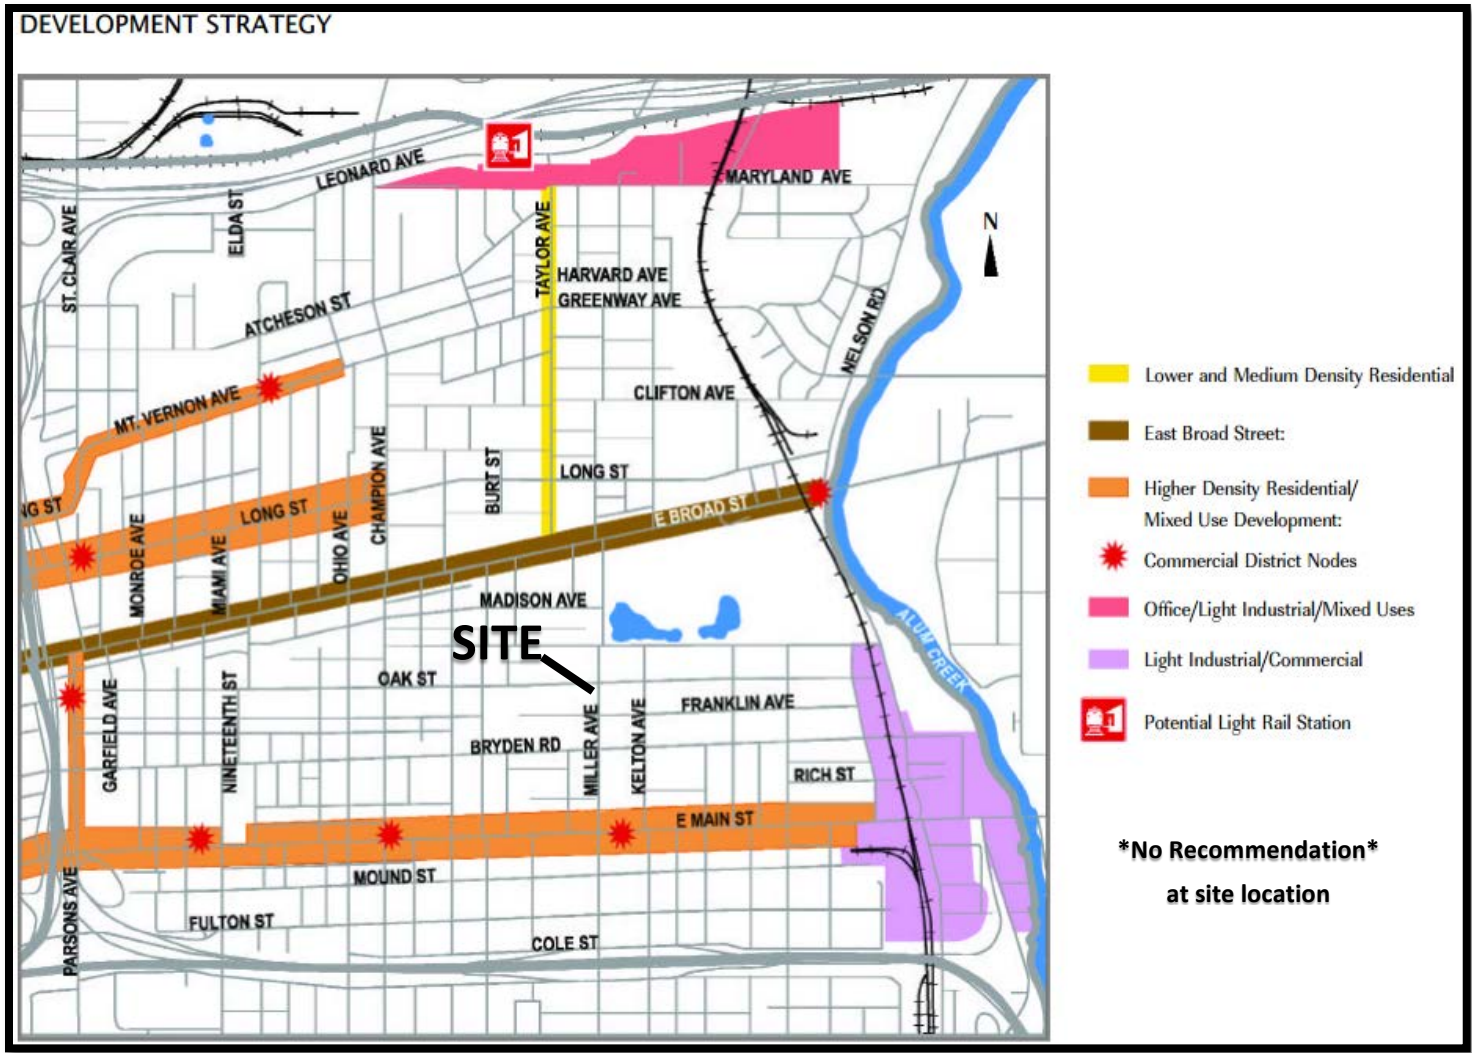 DEVELOPMENT STRATEGY
LEONARD AVE
MARYLAND AVE
ELDA ST
ST. CLAIR AVE
TAYLOR AVE
N
HARVARD AVE
GREENWAY AVE
ATCHESON ST
NELSON RD
CLIFTON AVE
MT. VERNON AVE
CHAMPION AVE
BURT ST
LONG ST
NG ST
LONG ST
E BROAD ST
MONROE AVE
MIAMI AVE
OHIO AVE
MADISON AVE
SITE
ALUM CREEK
OAK ST
GARFIELD AVE
NINETEENTH ST
FRANKLIN AVE
MILLER AVE
KELTON AVE
BRYDEN RD
RICH ST
E MAIN ST
MOUND ST
PARSONS AVE
FULTON ST
COLE ST
Lower and Medium Density Residential
East Broad Street:
Higher Density Residential/
Mixed Use Development:
Commercial District Nodes
Office/Light Industrial/Mixed Uses
Light Industrial/Commercial
Potential Light Rail Station
*No Recommendation*
at site location